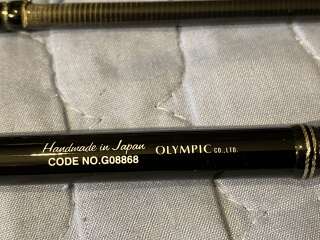 Handmade in Japan OLYMPIC CO.,LTD.
CODE NO.G08868